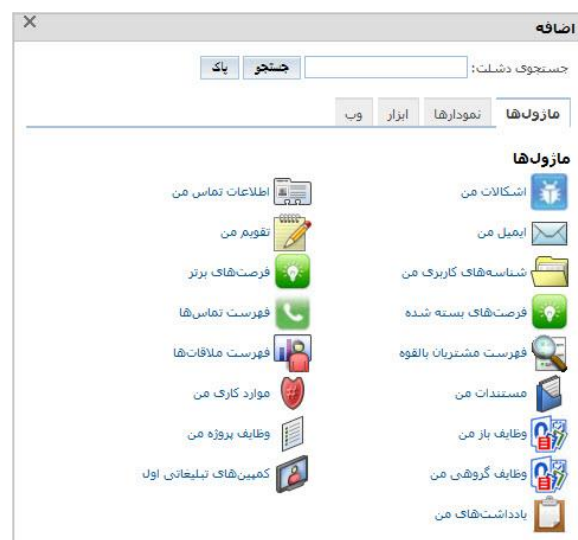 اضافه
جستجوی دشلت: جستجو پاک
ماژول‌ها نمودارها ابزار وب
ماژول‌ها
اشکالات من اطلاعات تماس من
ایمیل من تقویم من
شناسه‌های کاربری من فرصت‌های برتر
فرصت‌های بسته شده فهرست تماس‌ها
فهرست مشتریان بالقوه فهرست ملاقات‌ها
مستندات من موارد کاری من
وظایف باز من وظایف پروژه من
وظایف گروهی من کمپین‌های تبلیغاتی اول
یادداشت‌های من